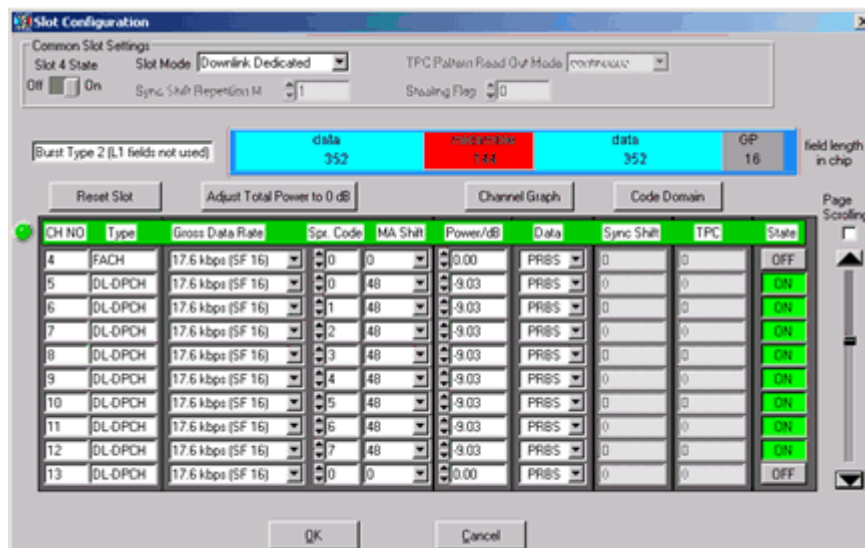 Slot Configuration
Common Slot Settings
Slot 4 State
Off On
Slot Mode Downlink Dedicated
TPC Pattern Read Out Mode continuous
Sync Shift Repetition M 1
Stealing Flag 0
Burst Type 2 (L1 fields not used)
data midamble data GP
352 144 352 16
field length in chip
Reset Slot Adjust Total Power to 0 dB Channel Graph Code Domain
Page Scrolling
CH NO Type Gross Data Rate Spr. Code MA Shift Power/dB Data Sync Shift TPC State
4 FACH 17.6 kbps (SF 16) 0 0 0.00 PRBS 0 0 OFF
5 DL-DPCH 17.6 kbps (SF 16) 0 48 -9.03 PRBS 0 0 ON
6 DL-DPCH 17.6 kbps (SF 16) 1 48 -9.03 PRBS 0 0 ON
7 DL-DPCH 17.6 kbps (SF 16) 2 48 -9.03 PRBS 0 0 ON
8 DL-DPCH 17.6 kbps (SF 16) 3 48 -9.03 PRBS 0 0 ON
9 DL-DPCH 17.6 kbps (SF 16) 4 48 -9.03 PRBS 0 0 ON
10 DL-DPCH 17.6 kbps (SF 16) 5 48 -9.03 PRBS 0 0 ON
11 DL-DPCH 17.6 kbps (SF 16) 6 48 -9.03 PRBS 0 0 ON
12 DL-DPCH 17.6 kbps (SF 16) 7 48 -9.03 PRBS 0 0 ON
13 DL-DPCH 17.6 kbps (SF 16) 0 0 0.00 PRBS 0 0 OFF
OK Cancel